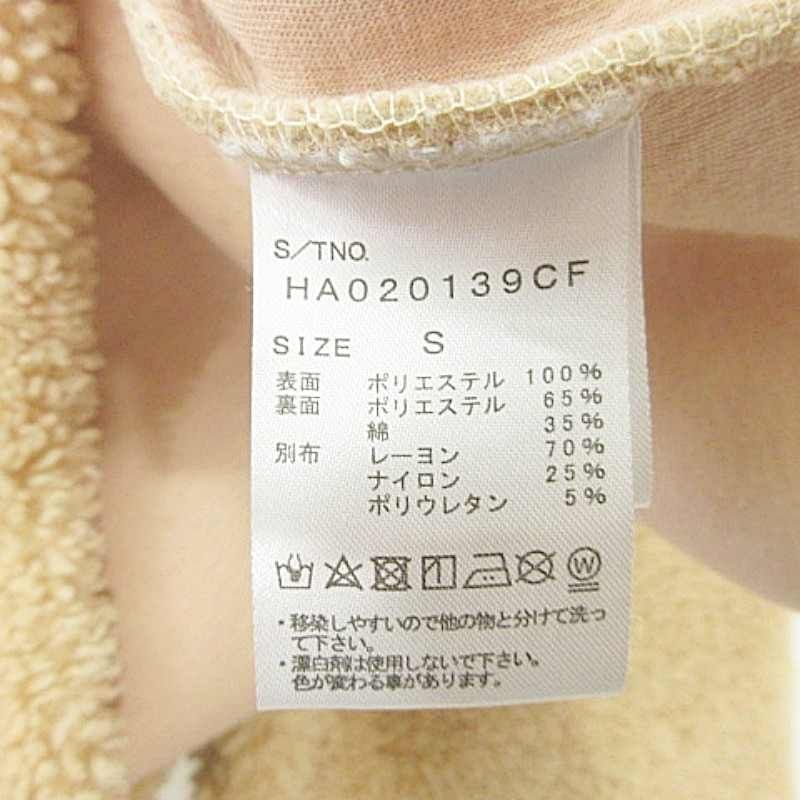 S/TNO.
HA020139CF
SIZE S
表面 ポリエステル 100%
裏面 ポリエステル 65%
綿 35%
別布 レーヨン 70%
ナイロン 25%
ポリウレタン 5%
W
・移染しやすいので他の物と分けて洗っ
て下さい。
・漂白剤は使用しないで下さい。
色が変わる事があります。